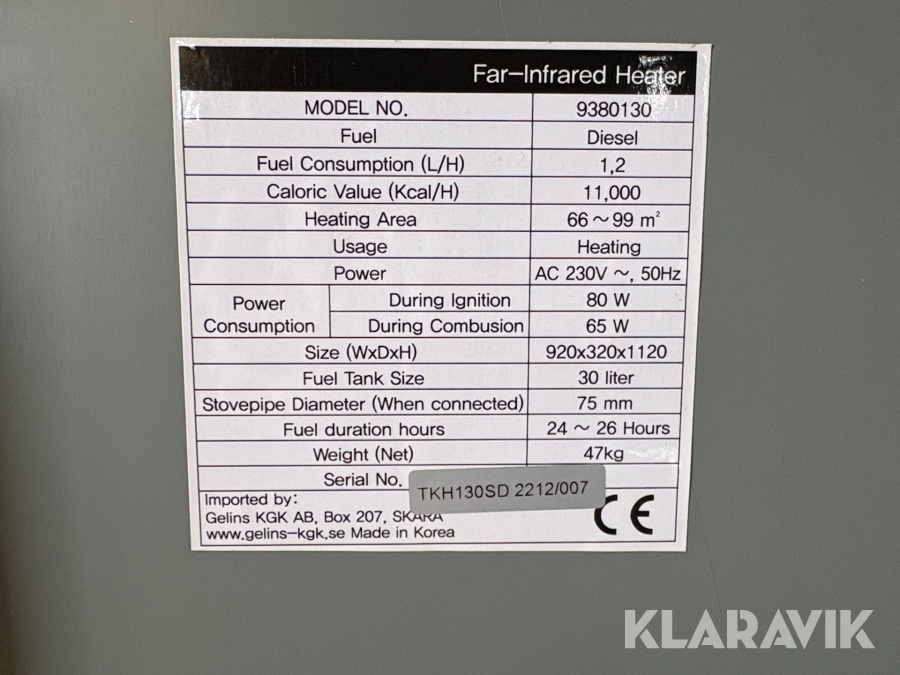 Far-Infrared Heater
MODEL NO. 9380130
Fuel Diesel
Fuel Consumption (L/H) 1,2
Caloric Value (Kcal/H) 11,000
Heating Area 66 ~ 99 m²
Usage Heating
Power AC 230V ~, 50Hz
Power Consumption During Ignition 80 W
During Combusion 65 W
Size (WxDxH) 920x320x1120
Fuel Tank Size 30 liter
Stovepipe Diameter (When connected) 75 mm
Fuel duration hours 24 ~ 26 Hours
Weight (Net) 47kg
Serial No. TKH130SD 2212/007
Imported by:
Gelins KGK AB, Box 207, SKARA
www.gelins-kgk.se Made in Korea
CE
KLARAVIK